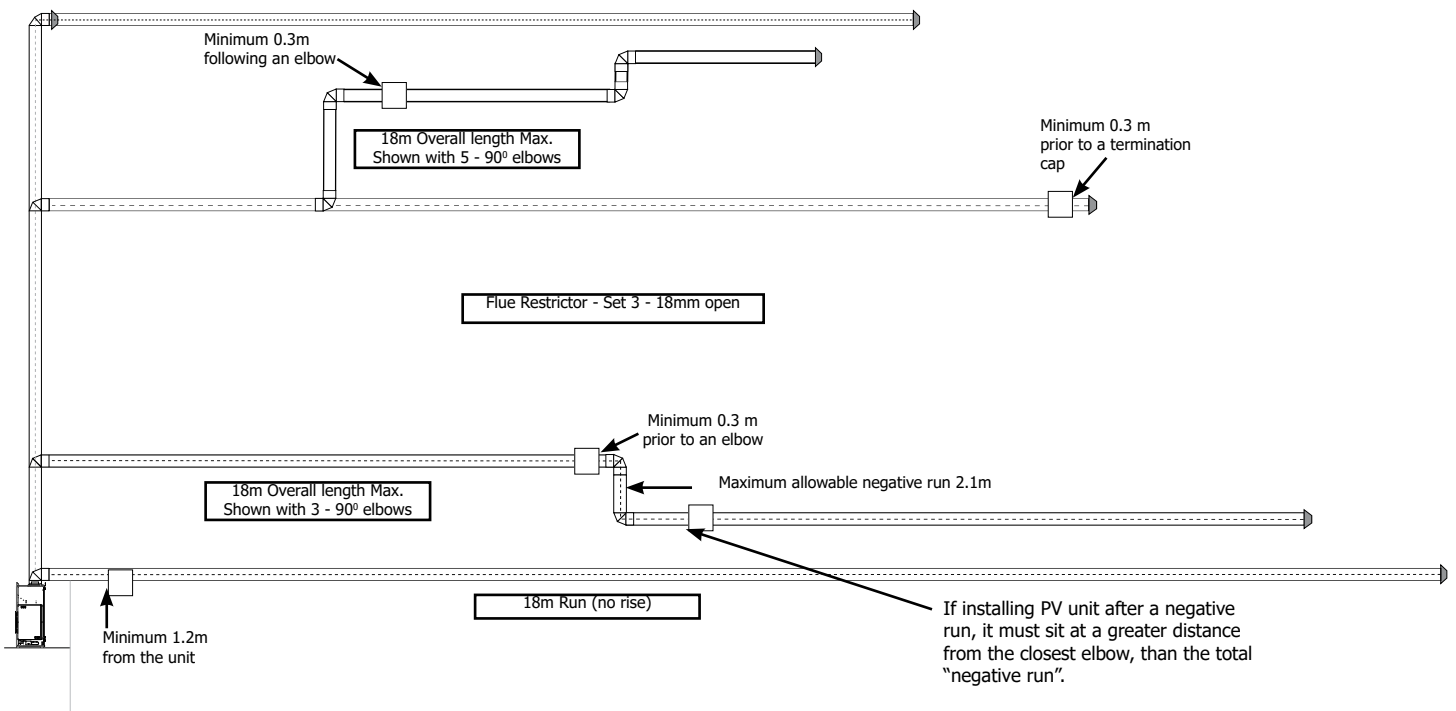 Minimum 0.3m
following an elbow
18m Overall length Max.
Shown with 5 - 90⁰ elbows
Minimum 0.3 m
prior to a termination
cap
Flue Restrictor - Set 3 - 18mm open
Minimum 0.3 m
prior to an elbow
Maximum allowable negative run 2.1m
18m Overall length Max.
Shown with 3 - 90⁰ elbows
18m Run (no rise)
Minimum 1.2m
from the unit
If installing PV unit after a negative
run, it must sit at a greater distance
from the closest elbow, than the total
“negative run”.